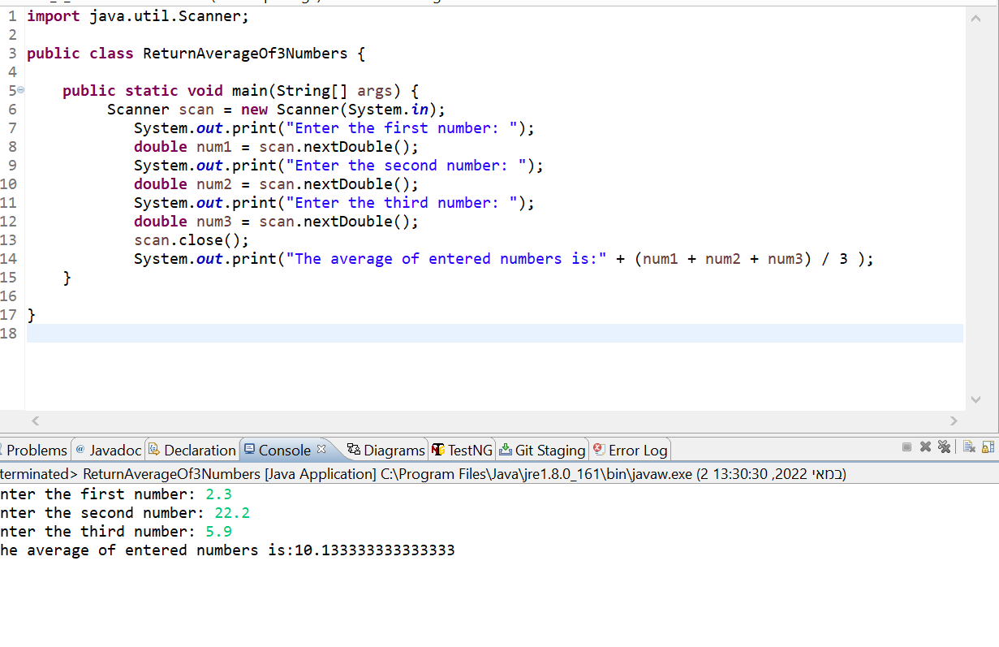 1 import java.util.Scanner;
2
3 public class ReturnAverageOf3Numbers {
4
5 public static void main(String[] args) {
6 Scanner scan = new Scanner(System.in);
7 System.out.print("Enter the first number: ");
8 double num1 = scan.nextDouble();
9 System.out.print("Enter the second number: ");
10 double num2 = scan.nextDouble();
11 System.out.print("Enter the third number: ");
12 double num3 = scan.nextDouble();
13 scan.close();
14 System.out.print("The average of entered numbers is:" + (num1 + num2 + num3) / 3 );
15 }
16
17 }
18
Problems @ Javadoc Declaration Console Diagrams TestNG Git Staging Error Log
terminated> ReturnAverageOf3Numbers [Java Application] C:\Program Files\Java\jre1.8.0_161\bin\javaw.exe (2 במאי 2022, 13:30:30)
nter the first number: 2.3
nter the second number: 22.2
nter the third number: 5.9
he average of entered numbers is:10.133333333333333